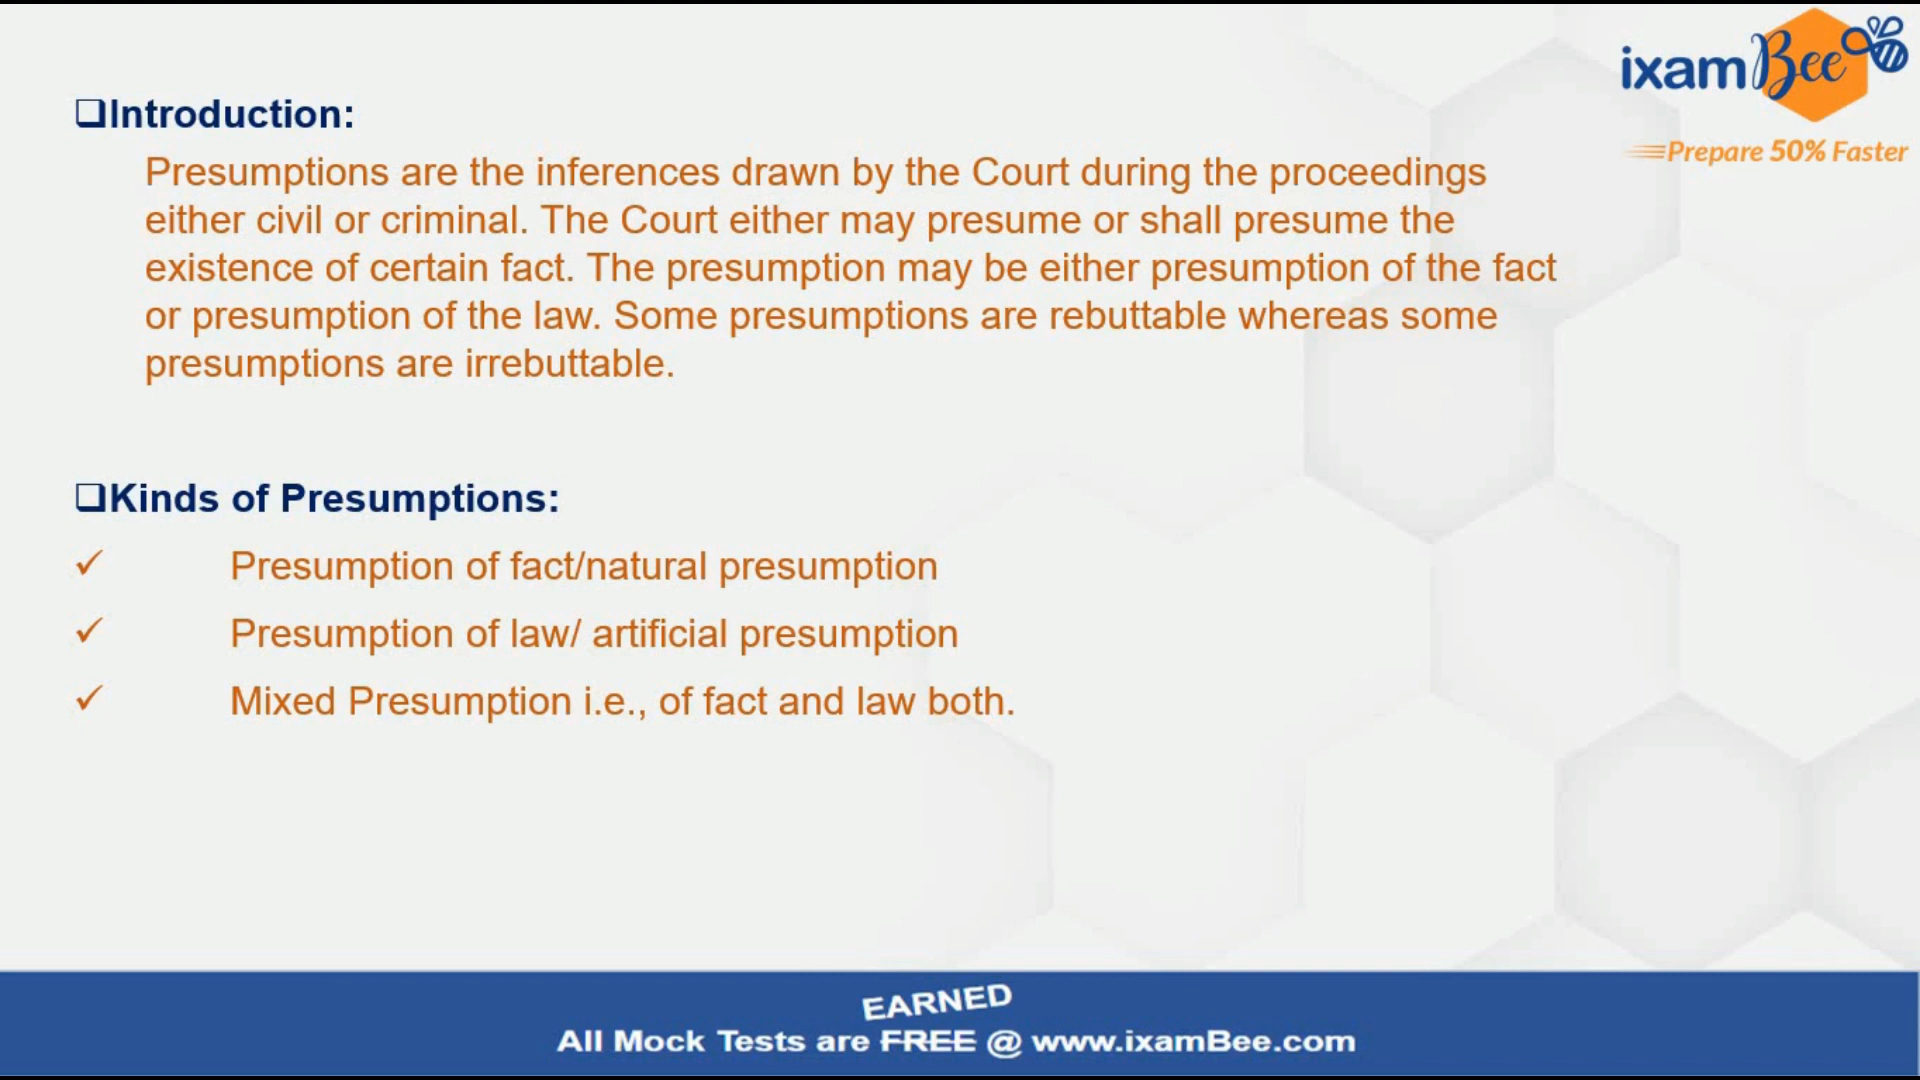 ixamBee
Prepare 50% Faster
❑Introduction:
Presumptions are the inferences drawn by the Court during the proceedings
either civil or criminal. The Court either may presume or shall presume the
existence of certain fact. The presumption may be either presumption of the fact
or presumption of the law. Some presumptions are rebuttable whereas some
presumptions are irrebuttable.
❑Kinds of Presumptions:
✓ Presumption of fact/natural presumption
✓ Presumption of law/ artificial presumption
✓ Mixed Presumption i.e., of fact and law both.
EARNED
All Mock Tests are FREE @ www.ixamBee.com